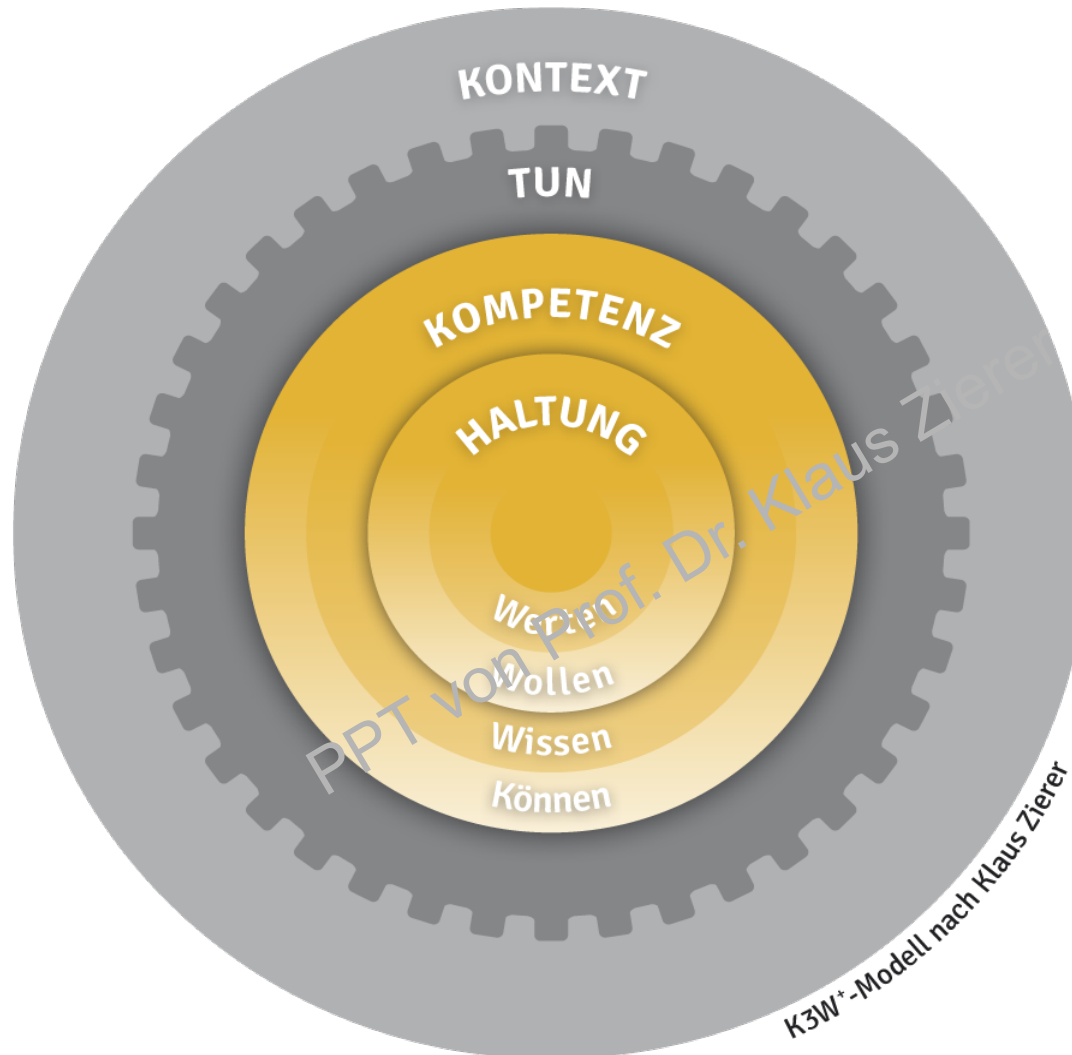 KONTEXT
TUN
KOMPETENZ
HALTUNG
Werten
Wollen
Wissen
Können
PPT von Prof. Dr. Klaus Zierer
K3W⁺-Modell nach Klaus Zierer